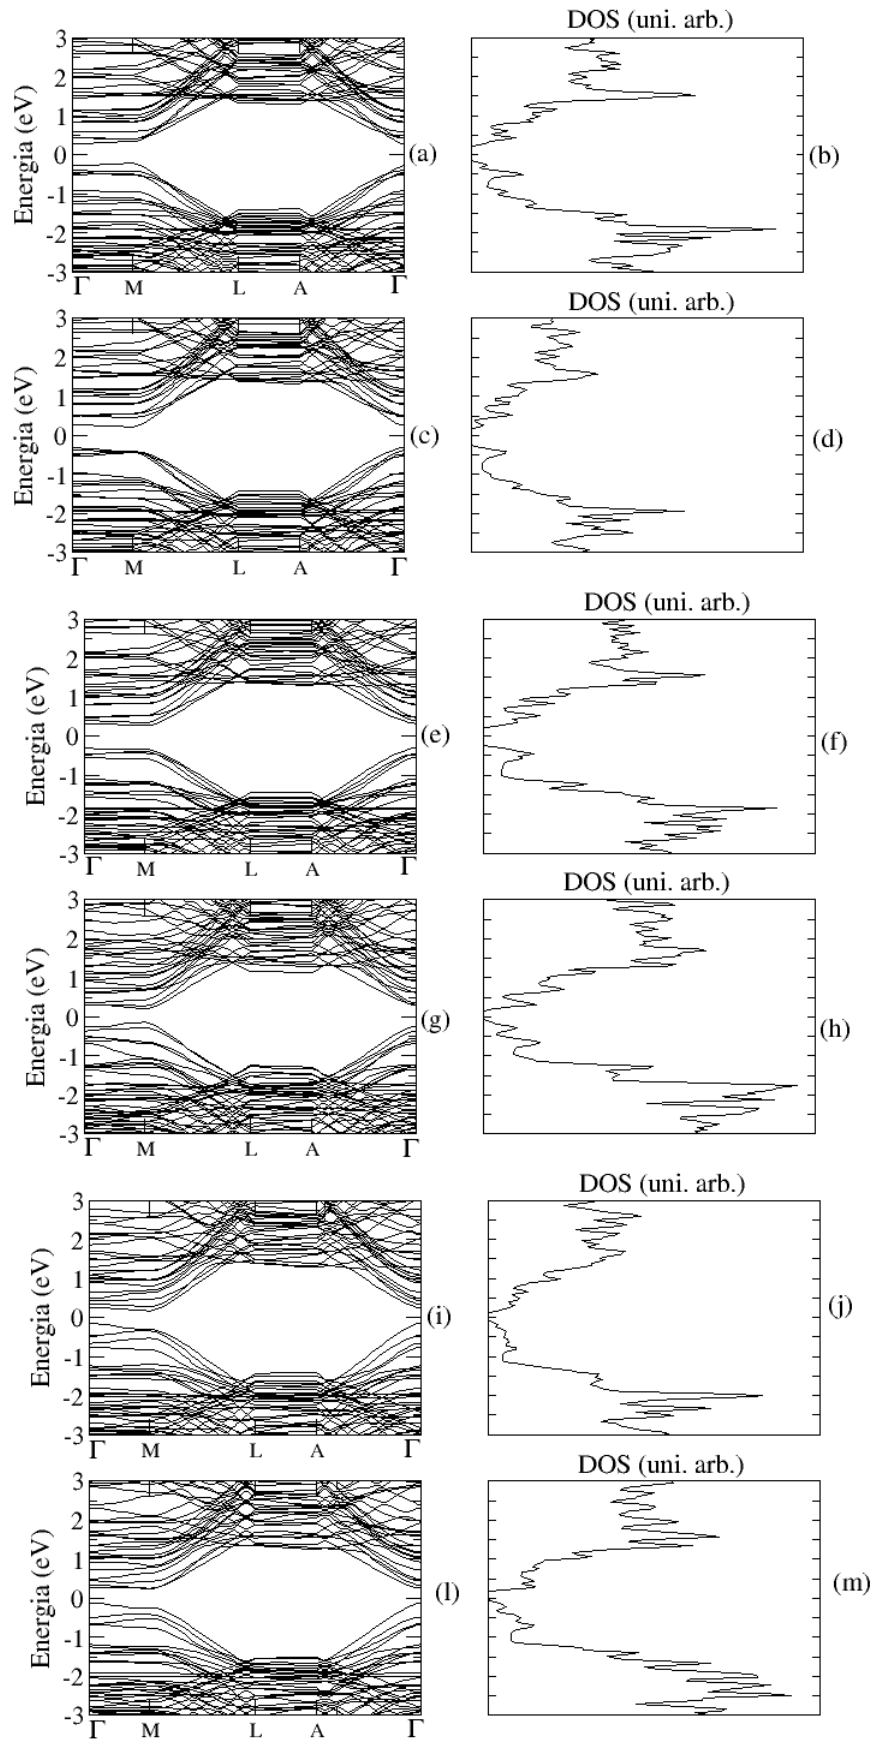 DOS (uni. arb.)
3
2
1
0
-1
-2
-3
Energia (eV)
(a)
(b)
Γ M L A Γ
DOS (uni. arb.)
3
2
1
0
-1
-2
-3
Energia (eV)
(c)
(d)
Γ M L A Γ
DOS (uni. arb.)
3
2
1
0
-1
-2
-3
Energia (eV)
(e)
(f)
Γ M L A Γ
DOS (uni. arb.)
3
2
1
0
-1
-2
-3
Energia (eV)
(g)
(h)
Γ M L A Γ
DOS (uni. arb.)
3
2
1
0
-1
-2
-3
Energia (eV)
(i)
(j)
Γ M L A Γ
DOS (uni. arb.)
3
2
1
0
-1
-2
-3
Energia (eV)
(l)
(m)
Γ M L A Γ